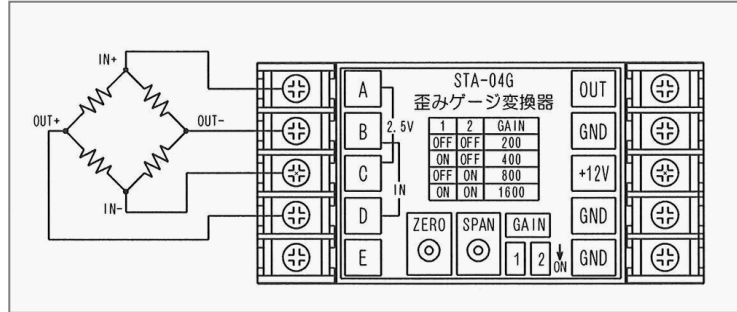 IN+
OUT+
OUT-
IN-
A
B
C
D
E
2.5V
IN
STA-04G
歪みゲージ変換器
1 2 GAIN
OFF OFF 200
ON OFF 400
OFF ON 800
ON ON 1600
ZERO SPAN GAIN
1 2 ON
OUT
GND
+12V
GND
GND